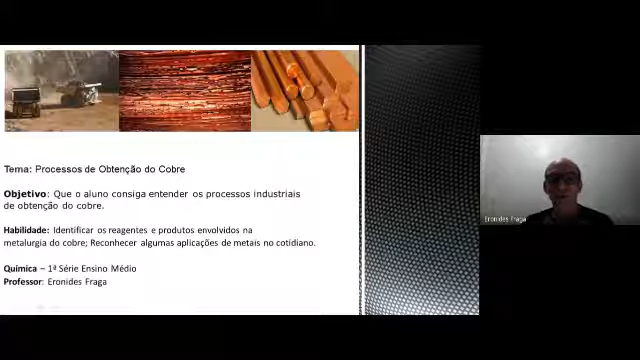 Tema: Processos de Obtenção do Cobre
Objetivo: Que o aluno consiga entender os processos industriais
de obtenção do cobre.
Habilidade: Identificar os reagentes e produtos envolvidos na
metalurgia do cobre; Reconhecer algumas aplicações de metais no cotidiano.
Química – 1ª Série Ensino Médio
Professor: Eronides Fraga
Eronides Fraga